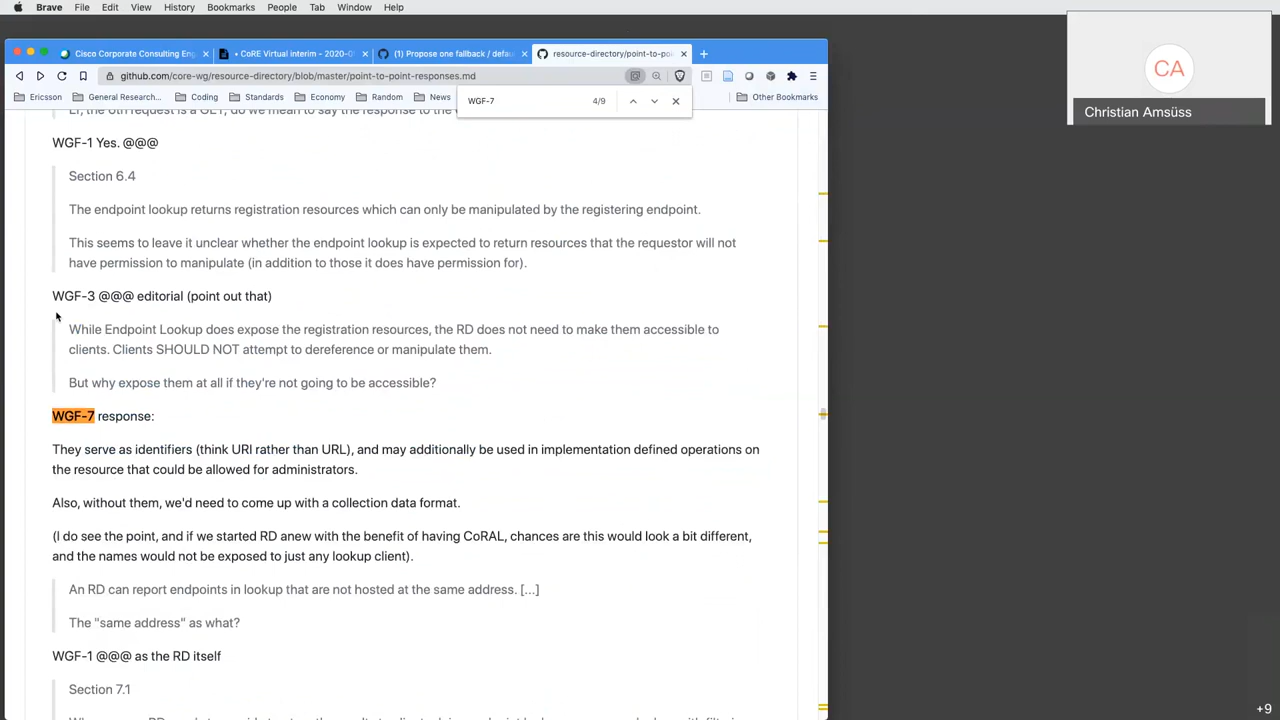 Brave File Edit View History Bookmarks People Tab Window Help
Cisco Corporate Consulting Eng
• CoRE Virtual interim - 2020-0
(1) Propose one fallback / defau
resource-directory/point-to-poi
github.com/core-wg/resource-directory/blob/master/point-to-point-responses.md
Ericsson General Research... Coding Standards Economy Random News Other Bookmarks
WGF-7 4/9
CA
Christian Amsüss
WGF-1 Yes. @@@
Section 6.4
The endpoint lookup returns registration resources which can only be manipulated by the registering endpoint.
This seems to leave it unclear whether the endpoint lookup is expected to return resources that the requestor will not
have permission to manipulate (in addition to those it does have permission for).
WGF-3 @@@ editorial (point out that)
While Endpoint Lookup does expose the registration resources, the RD does not need to make them accessible to
clients. Clients SHOULD NOT attempt to dereference or manipulate them.
But why expose them at all if they're not going to be accessible?
WGF-7 response:
They serve as identifiers (think URI rather than URL), and may additionally be used in implementation defined operations on
the resource that could be allowed for administrators.
Also, without them, we'd need to come up with a collection data format.
(I do see the point, and if we started RD anew with the benefit of having CoRAL, chances are this would look a bit different,
and the names would not be exposed to just any lookup client).
An RD can report endpoints in lookup that are not hosted at the same address. [...]
The "same address" as what?
WGF-1 @@@ as the RD itself
Section 7.1
+9